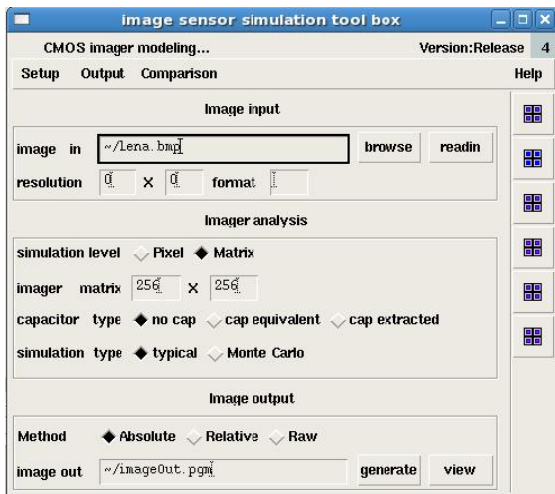 image sensor simulation tool box
CMOS imager modeling... Version:Release 4
Setup Output Comparison Help
Image input
image in ~/lena.bmp browse readin
resolution 0 X 0 format
Imager analysis
simulation level Pixel Matrix
imager matrix 256 X 256
capacitor type no cap cap equivalent cap extracted
simulation type typical Monte Carlo
Image output
Method Absolute Relative Raw
image out ~/imageOut.pgm generate view